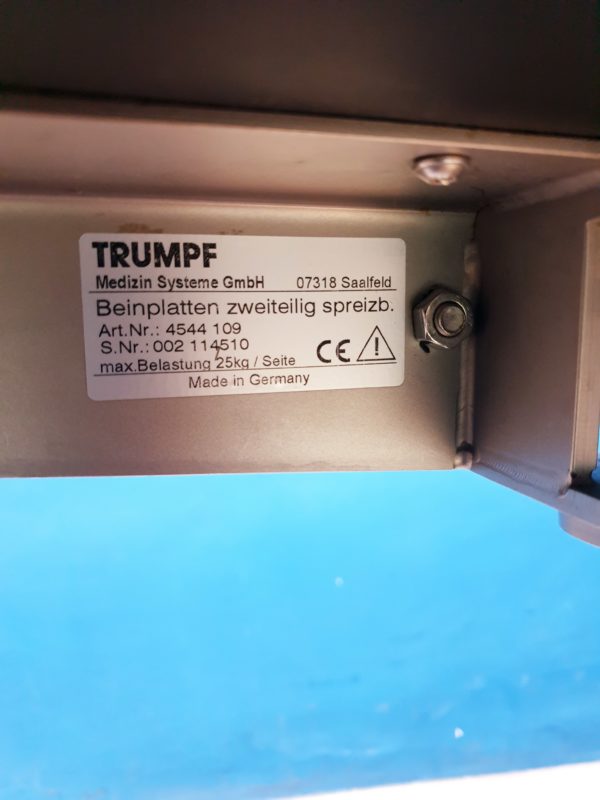 TRUMPF
Medizin Systeme GmbH 07318 Saalfeld
Beinplatten zweiteilig spreizb.
Art.Nr.: 4544 109
S.Nr.: 002 114510
max.Belastung 25kg / Seite CE
Made in Germany